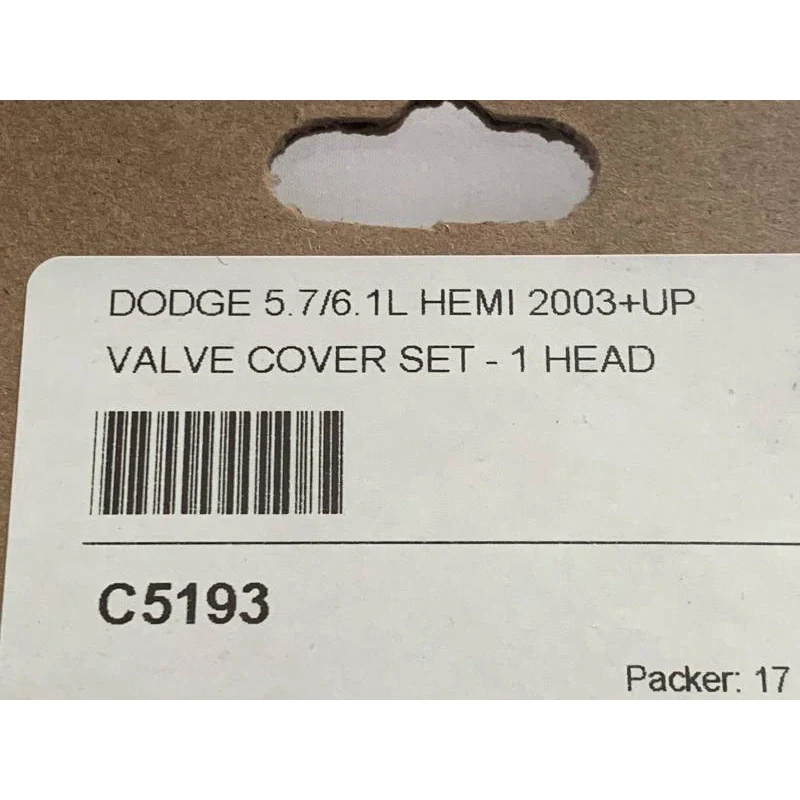 DODGE 5.7/6.1L HEMI 2003+UP
VALVE COVER SET - 1 HEAD
C5193
Packer: 17